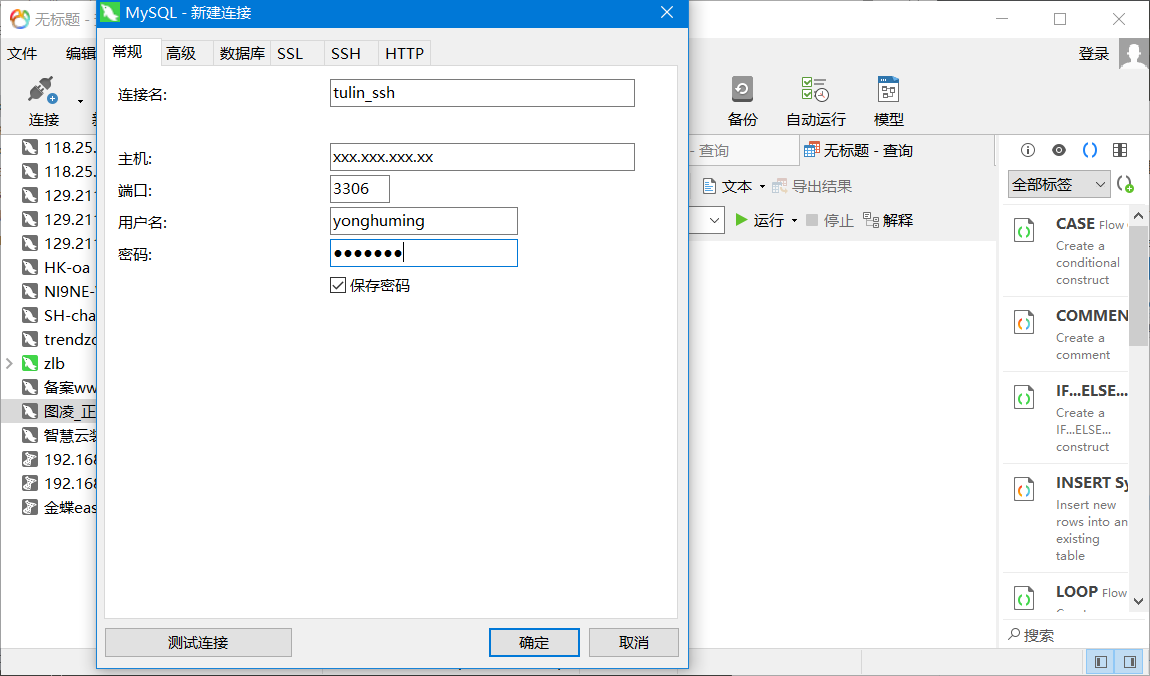 无标题 -
MySQL - 新建连接
文件 编辑
登录
连接
备份 自动运行 模型
常规 高级 数据库 SSL SSH HTTP
连接名: tulin_ssh
主机: xxx.xxx.xxx.xx
端口: 3306
用户名: yonghuming
密码: ●●●●●●●
保存密码
测试连接 确定 取消
118.25.
118.25.
129.211
129.211
129.211
HK-oa
NI9NE-
SH-cha
trendzo
zlb
备案ww
图凌_正
智慧云装
192.168
192.168
金蝶eas
- 查询 无标题 - 查询
文本 导出结果
运行 停止 解释
全部标签
CASE Flow
Create a
conditional
construct
COMMEN
Create a
comment
IF...ELSE...
Create a
IF...ELSE...
construct
INSERT Sy
Insert new
rows into an
existing
table
LOOP Flow
搜索